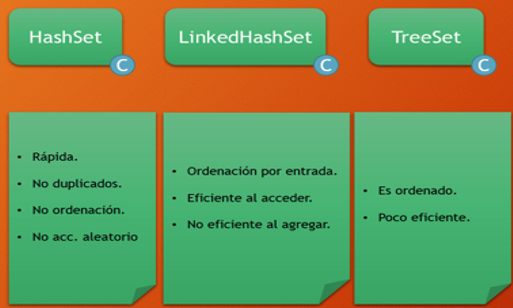 HashSet
C
LinkedHashSet
C
TreeSet
C
• Rápida.
• No duplicados.
• No ordenación.
• No acc. aleatorio
• Ordenación por entrada.
• Eficiente al acceder.
• No eficiente al agregar.
• Es ordenado.
• Poco eficiente.